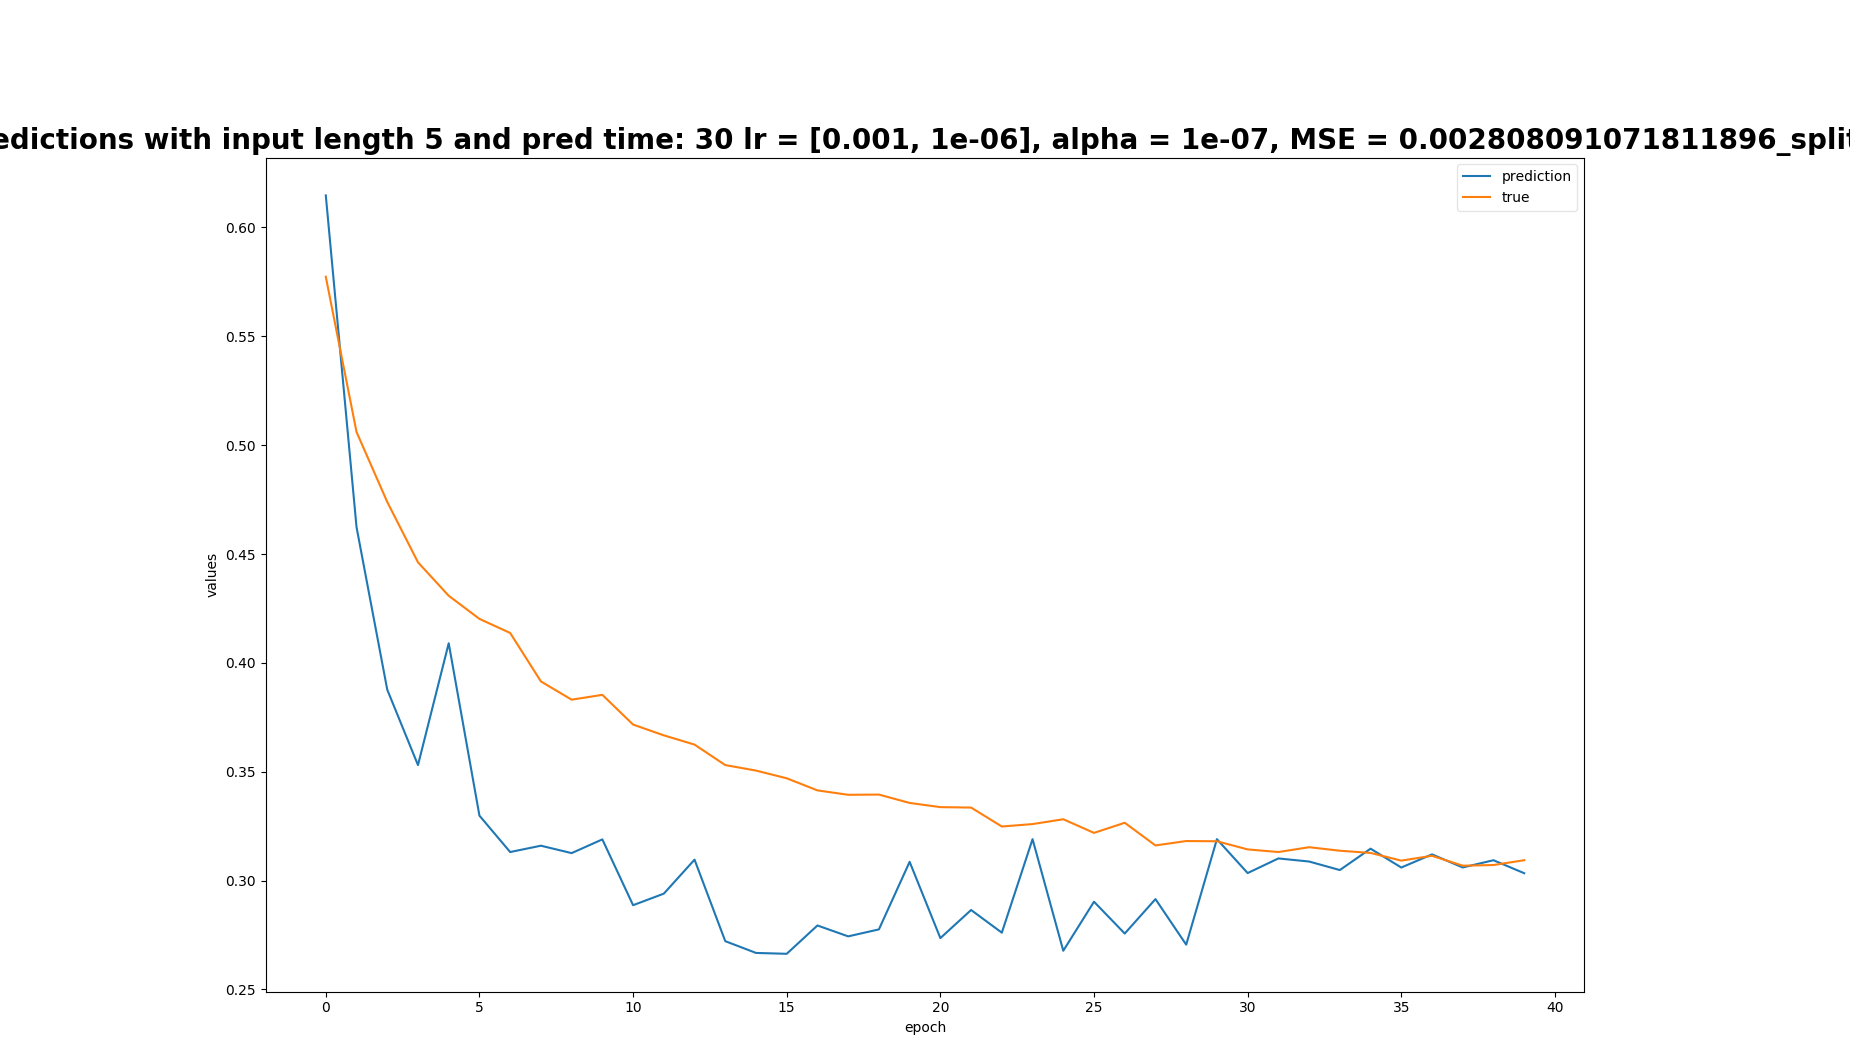 edictions with input length 5 and pred time: 30 lr = [0.001, 1e-06], alpha = 1e-07, MSE = 0.002808091071811896_split
prediction
true
0.60
0.55
0.50
0.45
0.40
0.35
0.30
0.25
values
0 5 10 15 20 25 30 35 40
epoch